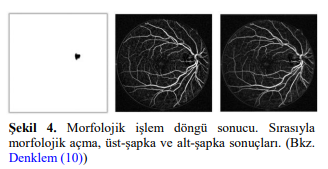 Şekil 4. Morfolojik işlem döngü sonucu. Sırasıyla
morfolojik açma, üst-şapka ve alt-şapka sonuçları. (Bkz.
Denklem (10))